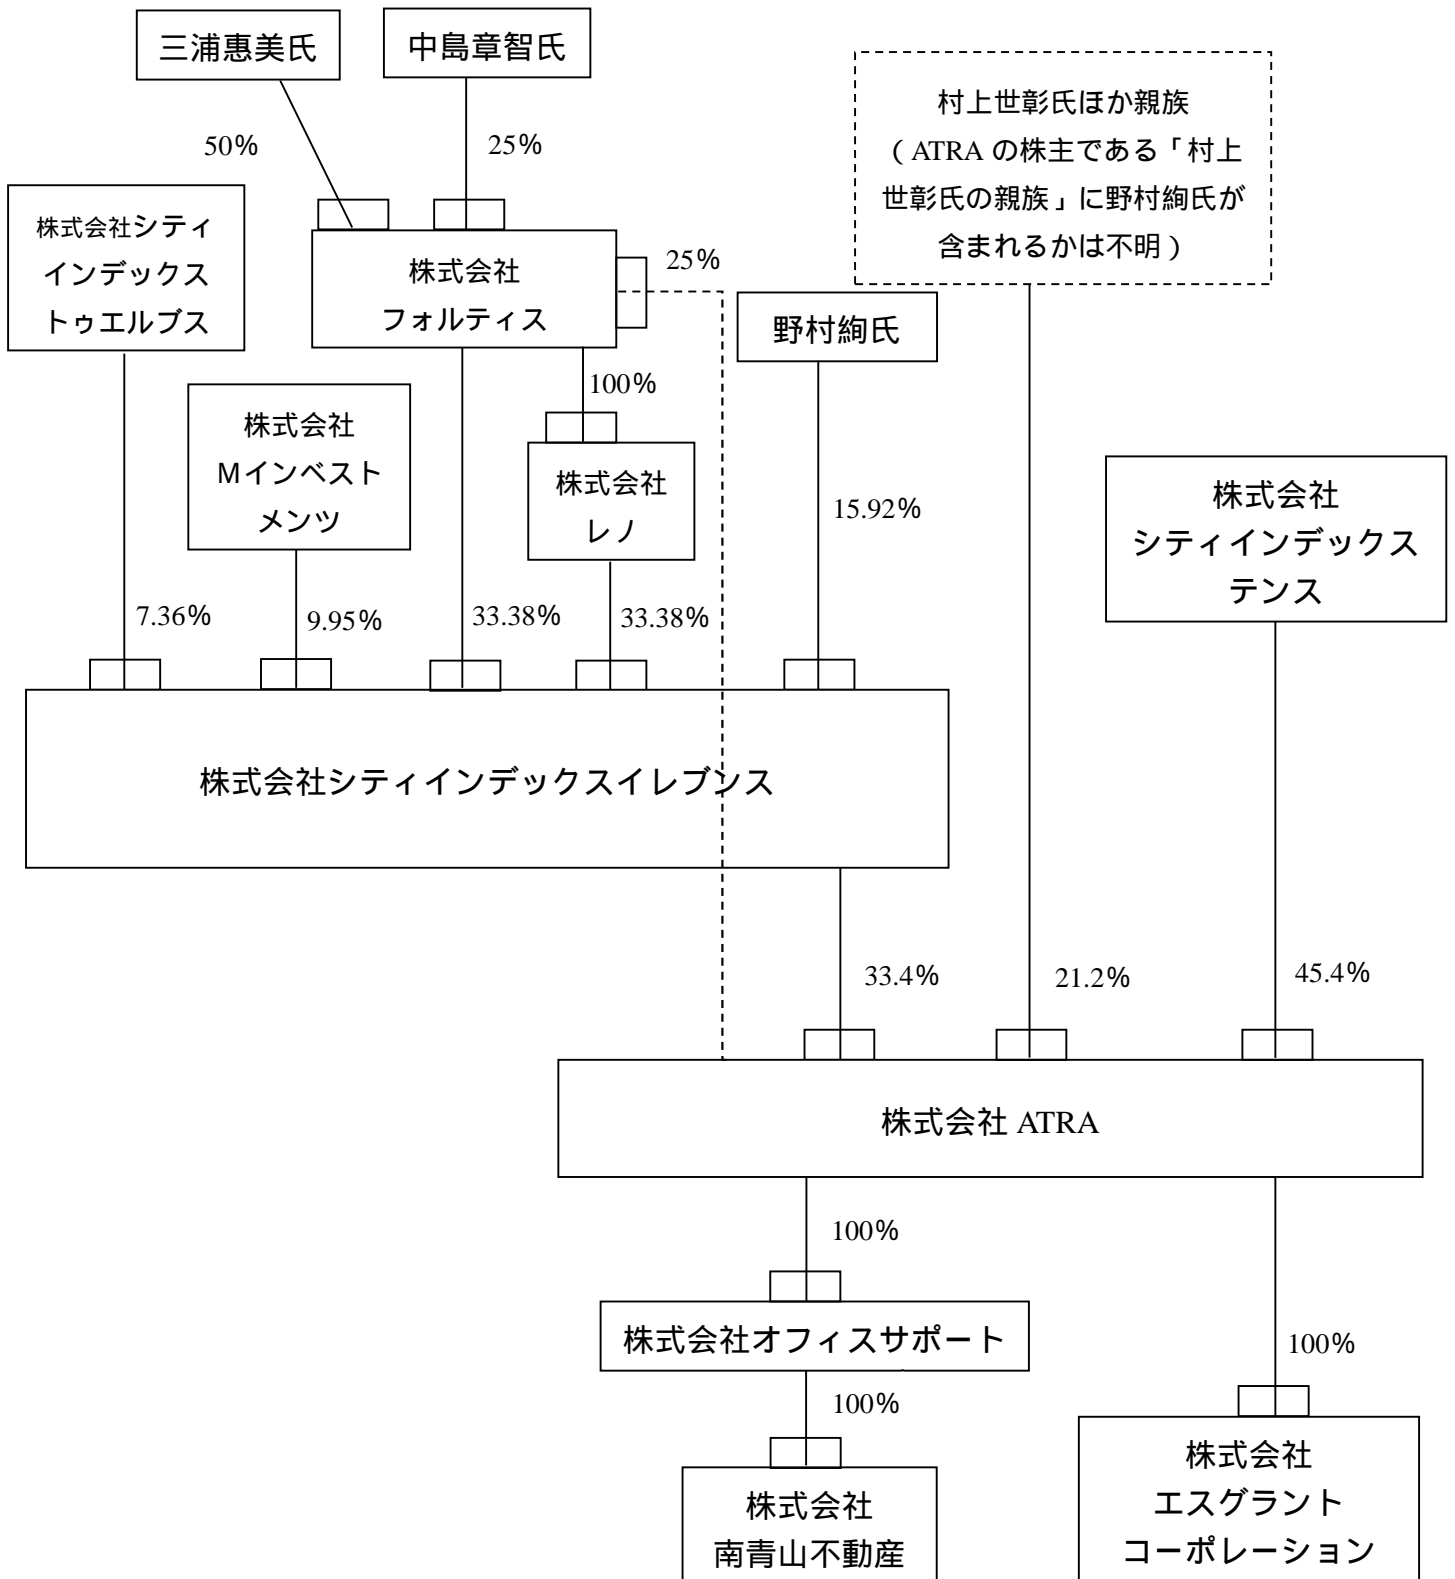 三浦惠美氏
中島章智氏
村上世彰氏ほか親族
（ATRA の株主である「村上
世彰氏の親族」に野村絢氏が
含まれるかは不明）
50％
25％
株式会社シティ
インデックス
トゥエルブス
株式会社
フォルティス
25％
野村絢氏
100％
株式会社
Ｍインベスト
メンツ
株式会社
レノ
15.92％
株式会社
シティインデックス
テンス
7.36％
9.95％
33.38％
33.38％
株式会社シティインデックスイレブンス
33.4％
21.2％
45.4％
株式会社 ATRA
100％
株式会社オフィスサポート
100％
100％
株式会社
南青山不動産
株式会社
エスグラント
コーポレーション